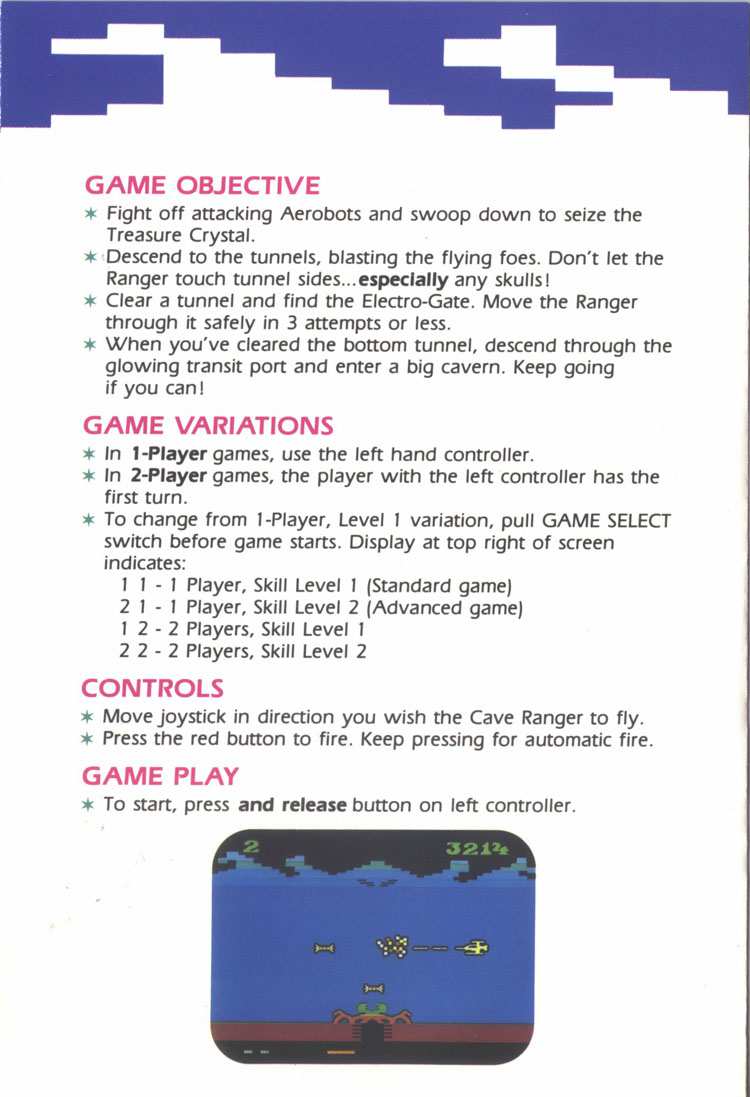 GAME OBJECTIVE
* Fight off attacking Aerobots and swoop down to seize the
Treasure Crystal.
* Descend to the tunnels, blasting the flying foes. Don't let the
Ranger touch tunnel sides...especially any skulls!
* Clear a tunnel and find the Electro-Gate. Move the Ranger
through it safely in 3 attempts or less.
* When you've cleared the bottom tunnel, descend through the
glowing transit port and enter a big cavern. Keep going
if you can!
GAME VARIATIONS
* In 1-Player games, use the left hand controller.
* In 2-Player games, the player with the left controller has the
first turn.
* To change from 1-Player, Level 1 variation, pull GAME SELECT
switch before game starts. Display at top right of screen
indicates:
1 1 - 1 Player, Skill Level 1 (Standard game)
2 1 - 1 Player, Skill Level 2 (Advanced game)
1 2 - 2 Players, Skill Level 1
2 2 - 2 Players, Skill Level 2
CONTROLS
* Move joystick in direction you wish the Cave Ranger to fly.
* Press the red button to fire. Keep pressing for automatic fire.
GAME PLAY
* To start, press and release button on left controller.
2 3214